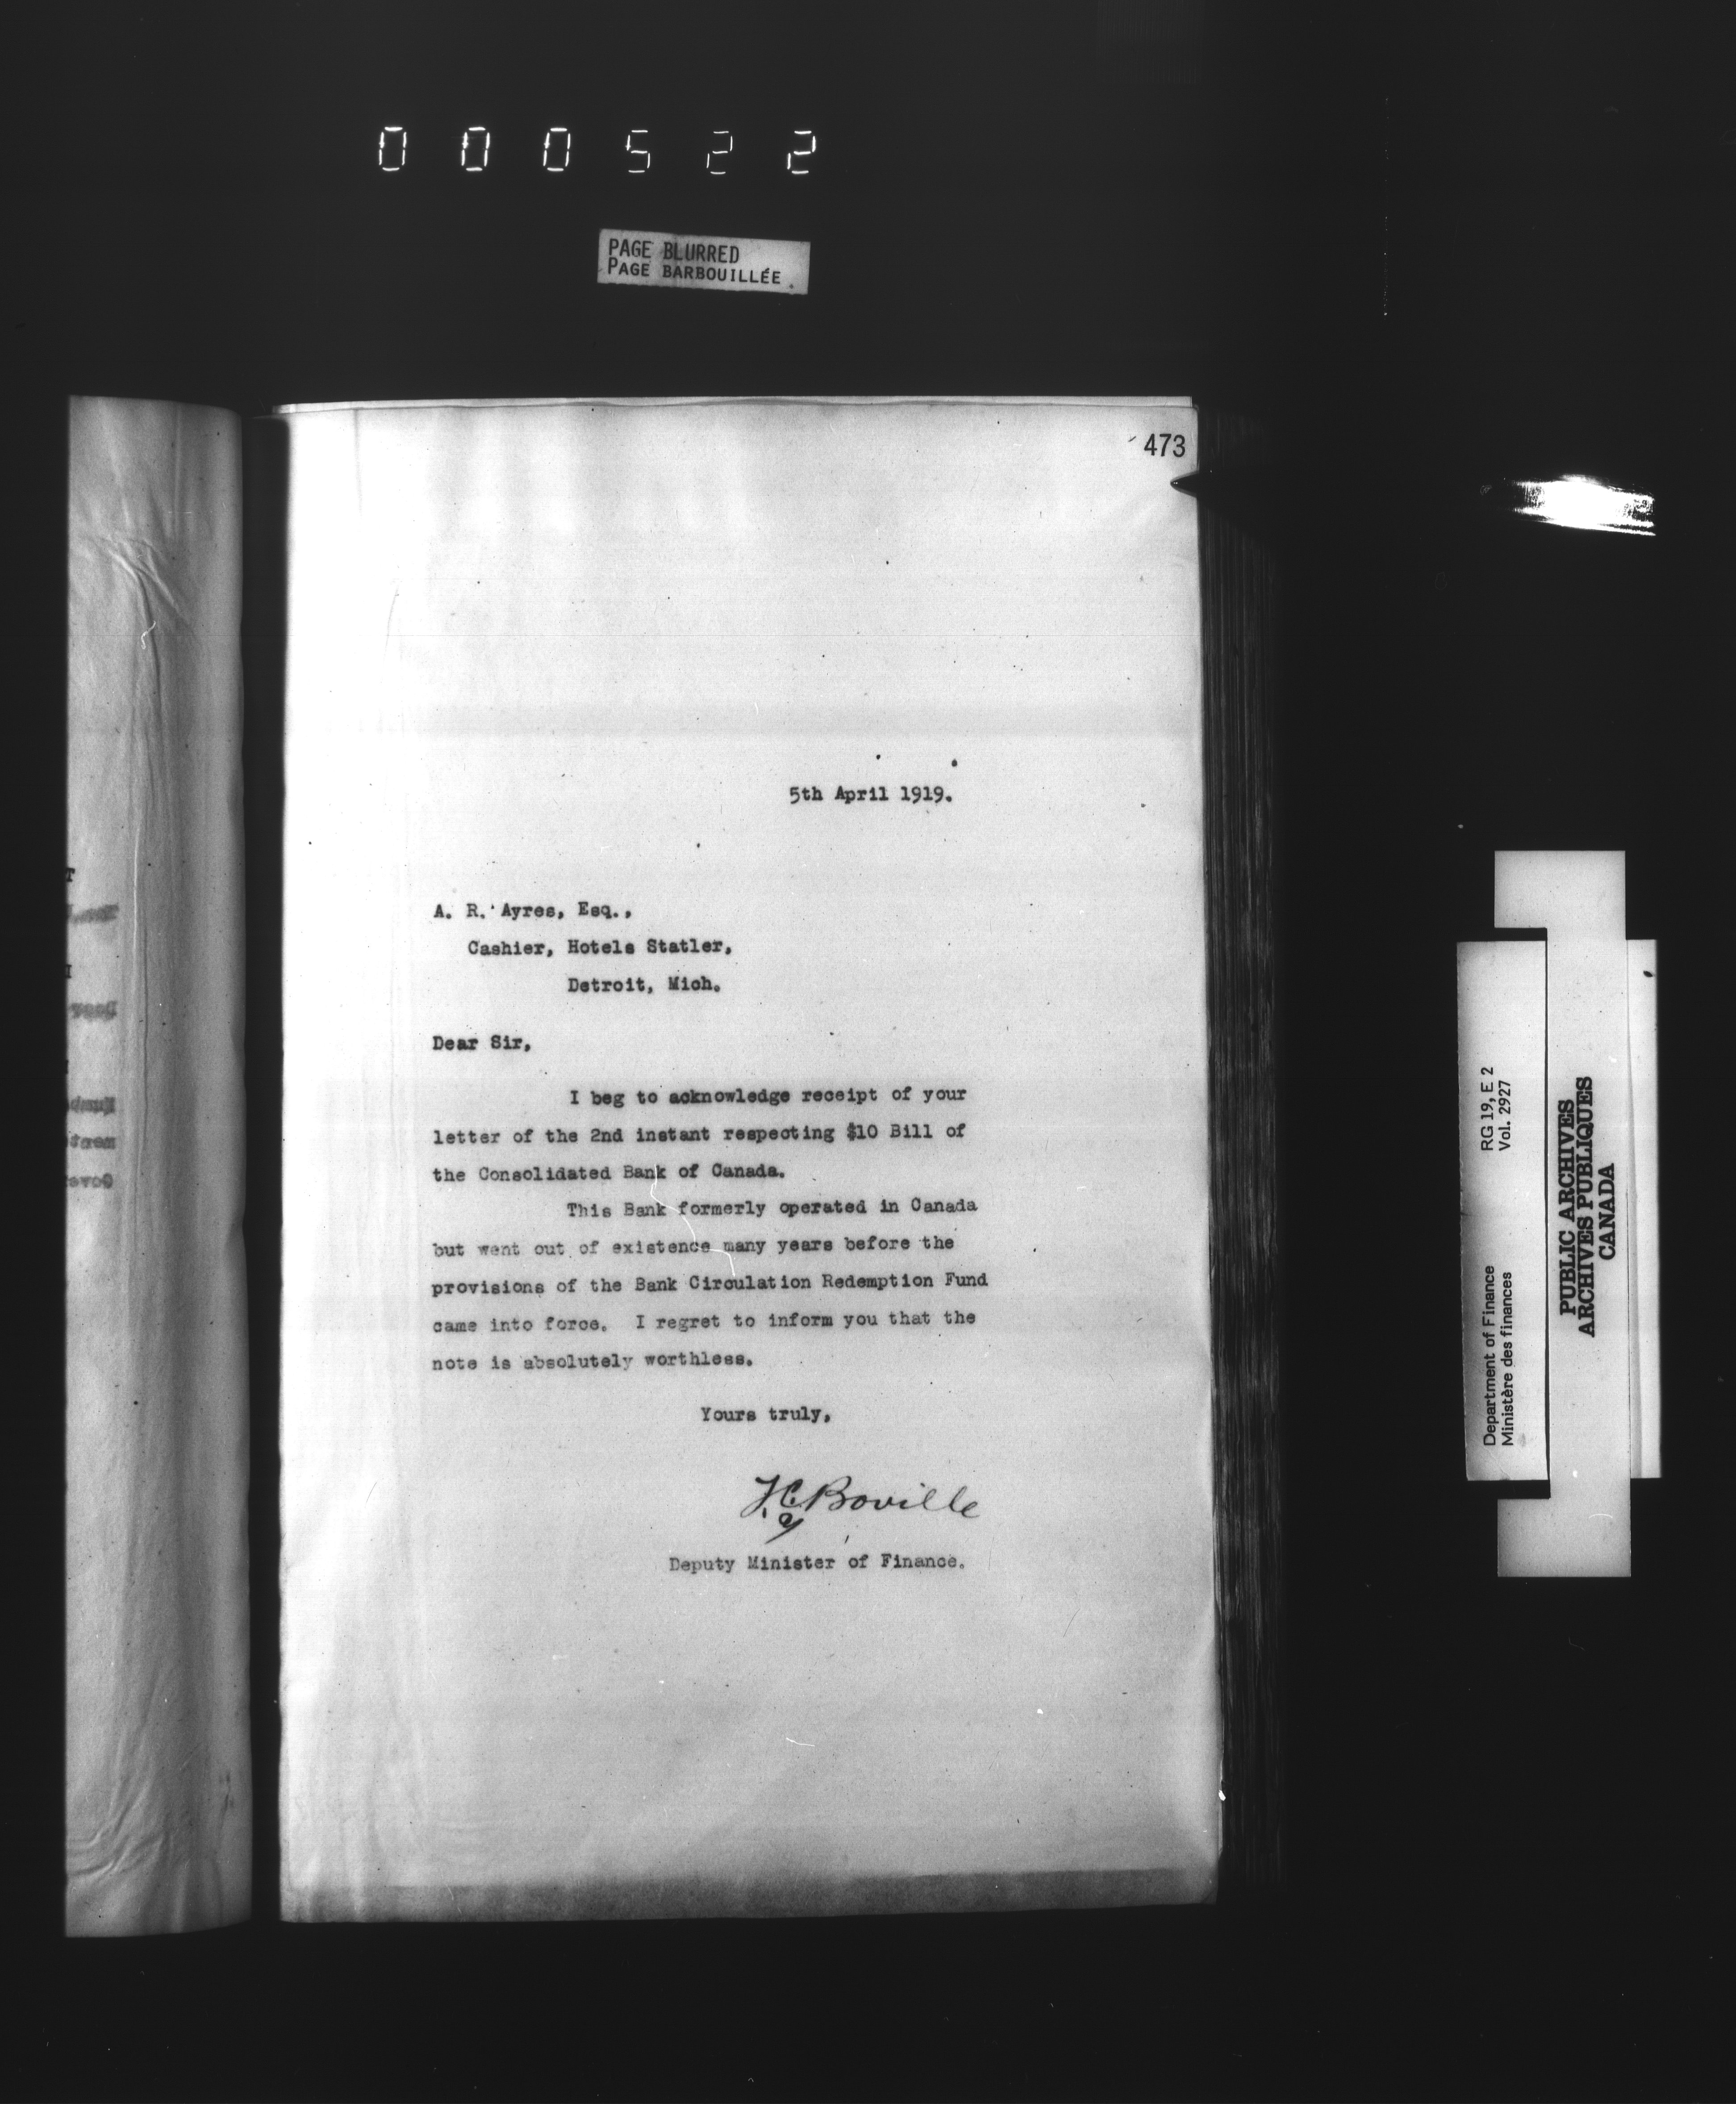 000522
PAGE BLURRED
PAGE BARBOUILLÉE
473
5th April 1919.
A. R. Ayres, Esq.,
Cashier, Hotels Statler,
Detroit, Mich.
Dear Sir,
I beg to acknowledge receipt of your
letter of the 2nd instant respecting $10 Bill of
the Consolidated Bank of Canada.
This Bank formerly operated in Canada
but went out of existence many years before the
provisions of the Bank Circulation Redemption Fund
came into force. I regret to inform you that the
note is absolutely worthless.
Yours truly,
Boville
Deputy Minister of Finance.
Department of Finance RG 19, E 2
Ministère des finances Vol. 2927
PUBLIC ARCHIVES
ARCHIVES PUBLIQUES
CANADA